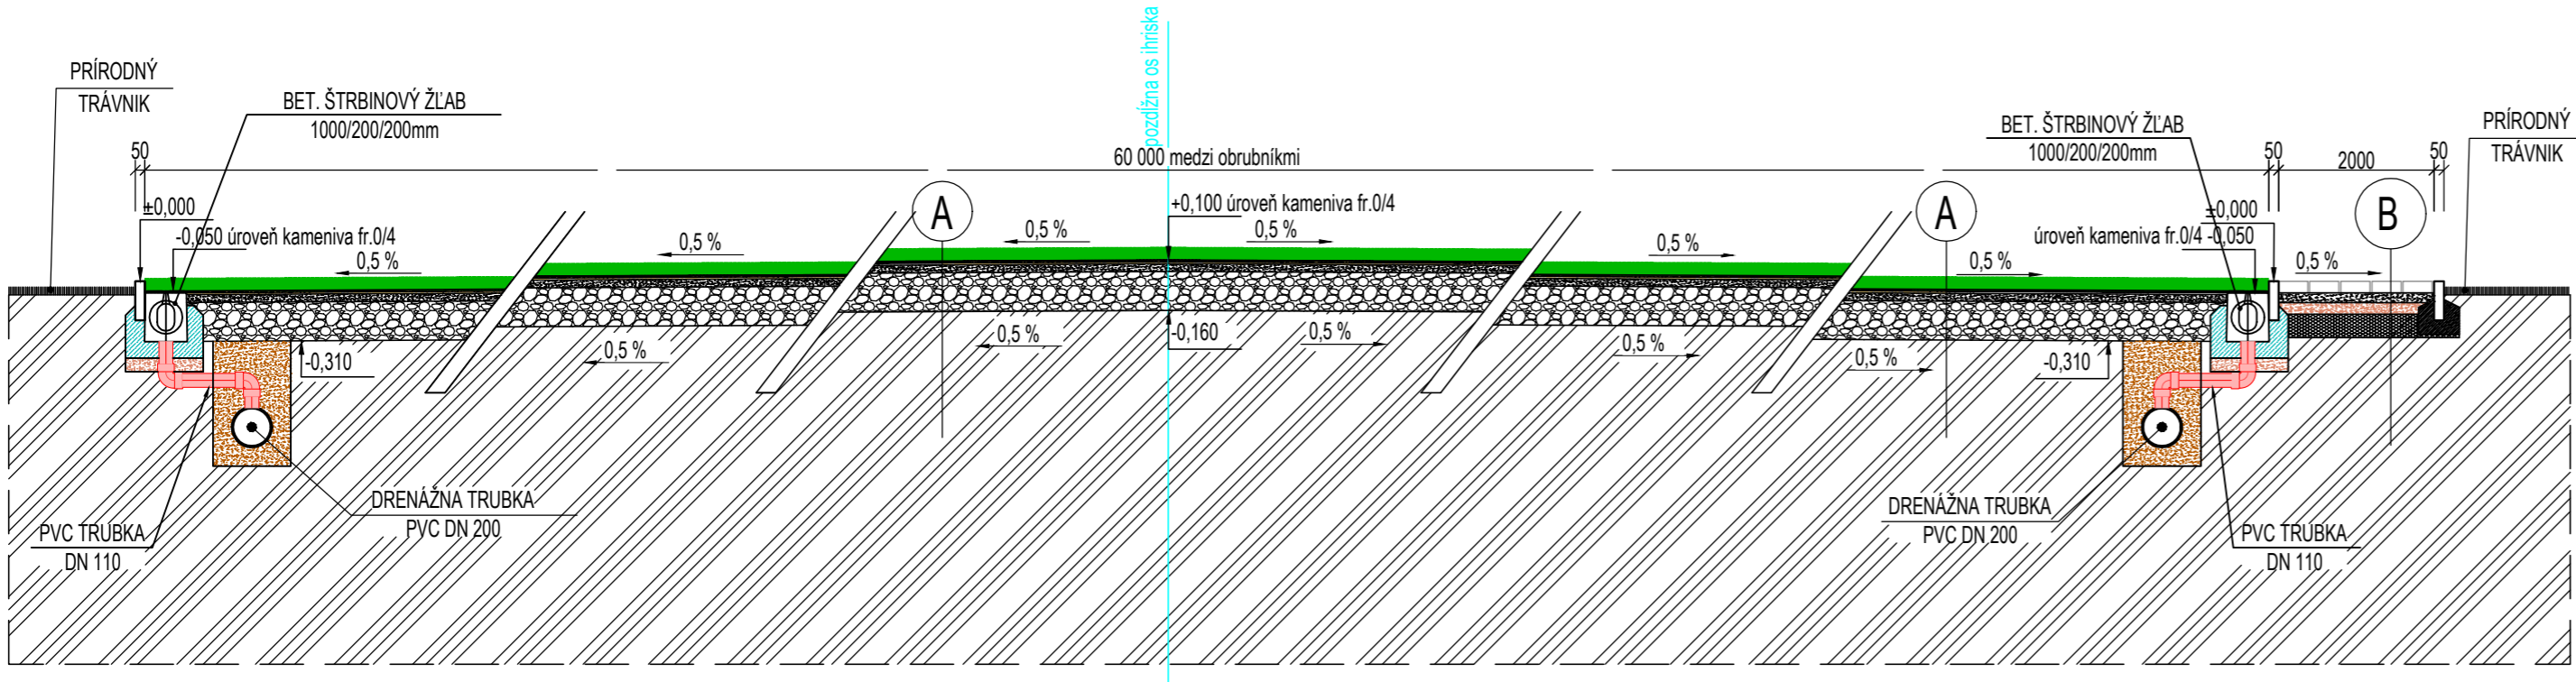 pozdĺžna os ihriska
PRÍRODNÝ
TRÁVNIK
BET. ŠTRBINOVÝ ŽĽAB
1000/200/200mm
BET. ŠTRBINOVÝ ŽĽAB
1000/200/200mm
PRÍRODNÝ
TRÁVNIK
50
60 000 medzi obrubníkmi
50
2000
50
±0,000
-0,050 úroveň kameniva fr.0/4
0,5 %
0,5 %
A
0,5 %
+0,100 úroveň kameniva fr.0/4
0,5 %
0,5 %
A
0,5 %
±0,000
úroveň kameniva fr.0/4 -0,050
0,5 %
B
-0,310
0,5 %
0,5 %
-0,160
0,5 %
0,5 %
0,5 %
-0,310
DRENÁŽNA TRUBKA
PVC DN 200
PVC TRUBKA
DN 110
DRENÁŽNA TRUBKA
PVC DN 200
PVC TRUBKA
DN 110